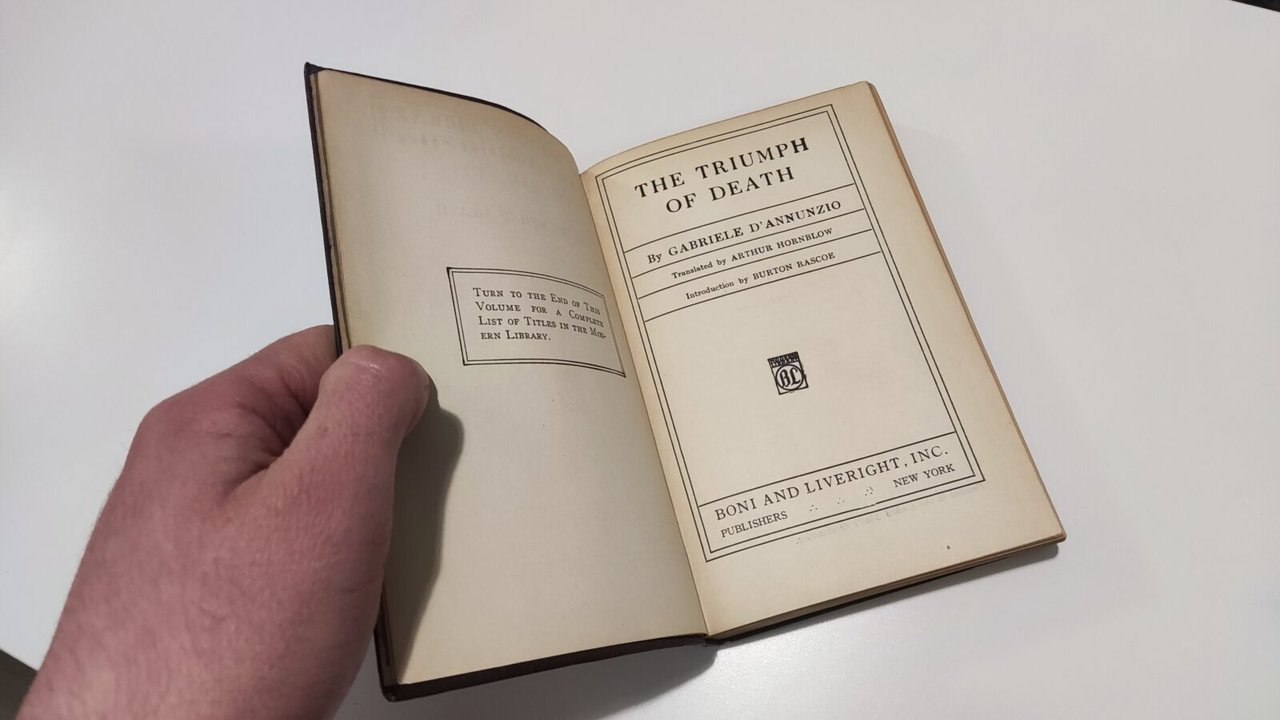 TURN TO THE END OF THIS
VOLUME FOR A COMPLETE
LIST OF TITLES IN THE MOD-
ERN LIBRARY.
THE TRIUMPH
OF DEATH
By GABRIELE D'ANNUNZIO
Translated by ARTHUR HORNBLOW
Introduction by BURTON RASCOE
BL
BONI AND LIVERIGHT, INC.
PUBLISHERS ∴ ∴ NEW YORK